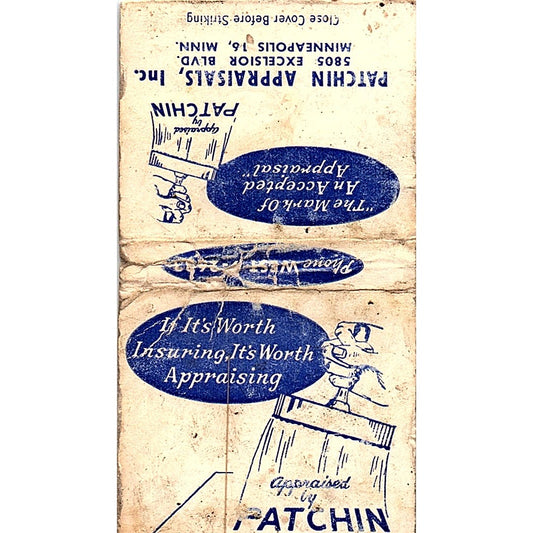 Close Cover Before Striking
PATCHIN APPRAISALS, Inc.
5805 EXCELSIOR BLVD.
MINNEAPOLIS 16, MINN.
Appraised
by
PATCHIN
"The Mark Of
An Accepted
Appraisal"
Phone WEST
If It's Worth
Insuring, It's Worth
Appraising
Appraised
by
PATCHIN